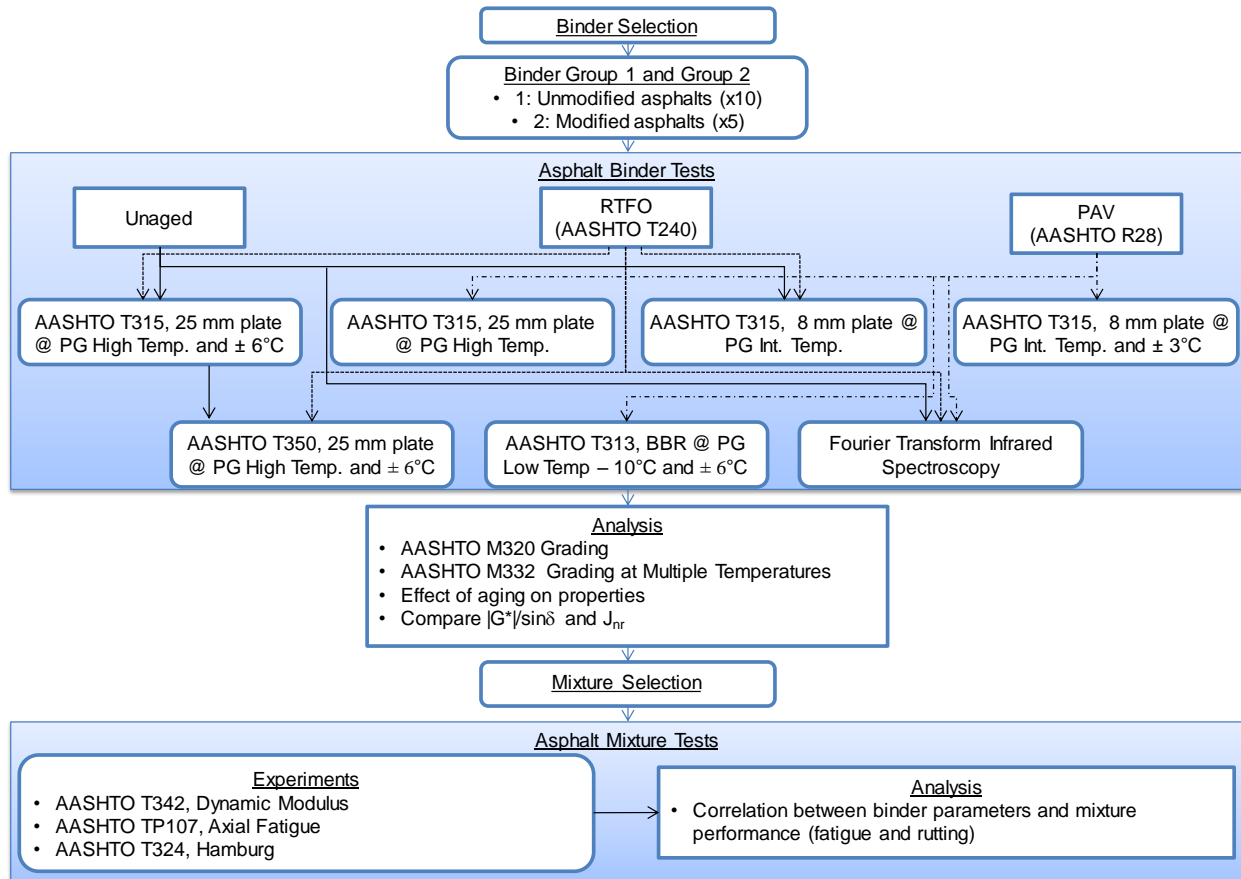 Binder Selection
Binder Group 1 and Group 2
• 1: Unmodified asphalts (x10)
• 2: Modified asphalts (x5)
Asphalt Binder Tests
Unaged
RTFO
(AASHTO T240)
PAV
(AASHTO R28)
AASHTO T315, 25 mm plate
@ PG High Temp. and ± 6°C
AASHTO T315, 25 mm plate
@ PG High Temp.
AASHTO T315, 8 mm plate @
PG Int. Temp.
AASHTO T315, 8 mm plate @
PG Int. Temp. and ± 3°C
AASHTO T350, 25 mm plate
@ PG High Temp. and ± 6°C
AASHTO T313, BBR @ PG
Low Temp – 10°C and ± 6°C
Fourier Transform Infrared
Spectroscopy
Analysis
• AASHTO M320 Grading
• AASHTO M332 Grading at Multiple Temperatures
• Effect of aging on properties
• Compare |G*|/sinδ and Jnr
Mixture Selection
Asphalt Mixture Tests
Experiments
• AASHTO T342, Dynamic Modulus
• AASHTO TP107, Axial Fatigue
• AASHTO T324, Hamburg
Analysis
• Correlation between binder parameters and mixture
performance (fatigue and rutting)